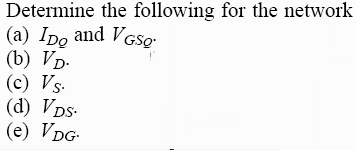 Determine the following for the network
(a) I_DQ and V_GSQ.
(b) V_D.
(c) V_S.
(d) V_DS.
(e) V_DG.